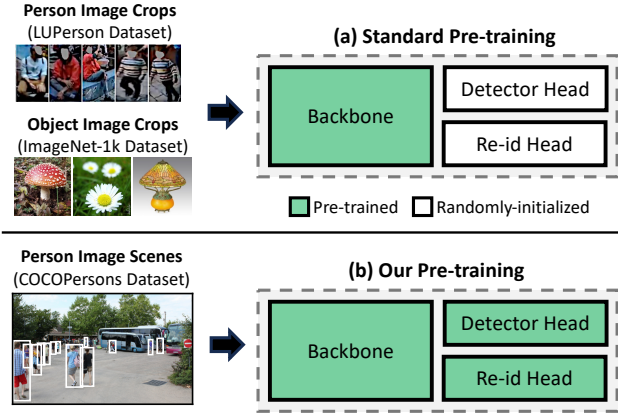 Person Image Crops
(LUPerson Dataset)
Object Image Crops
(ImageNet-1k Dataset)
(a) Standard Pre-training
Backbone
Detector Head
Re-id Head
Pre-trained
Randomly-initialized
Person Image Scenes
(COCOPersons Dataset)
(b) Our Pre-training
Backbone
Detector Head
Re-id Head